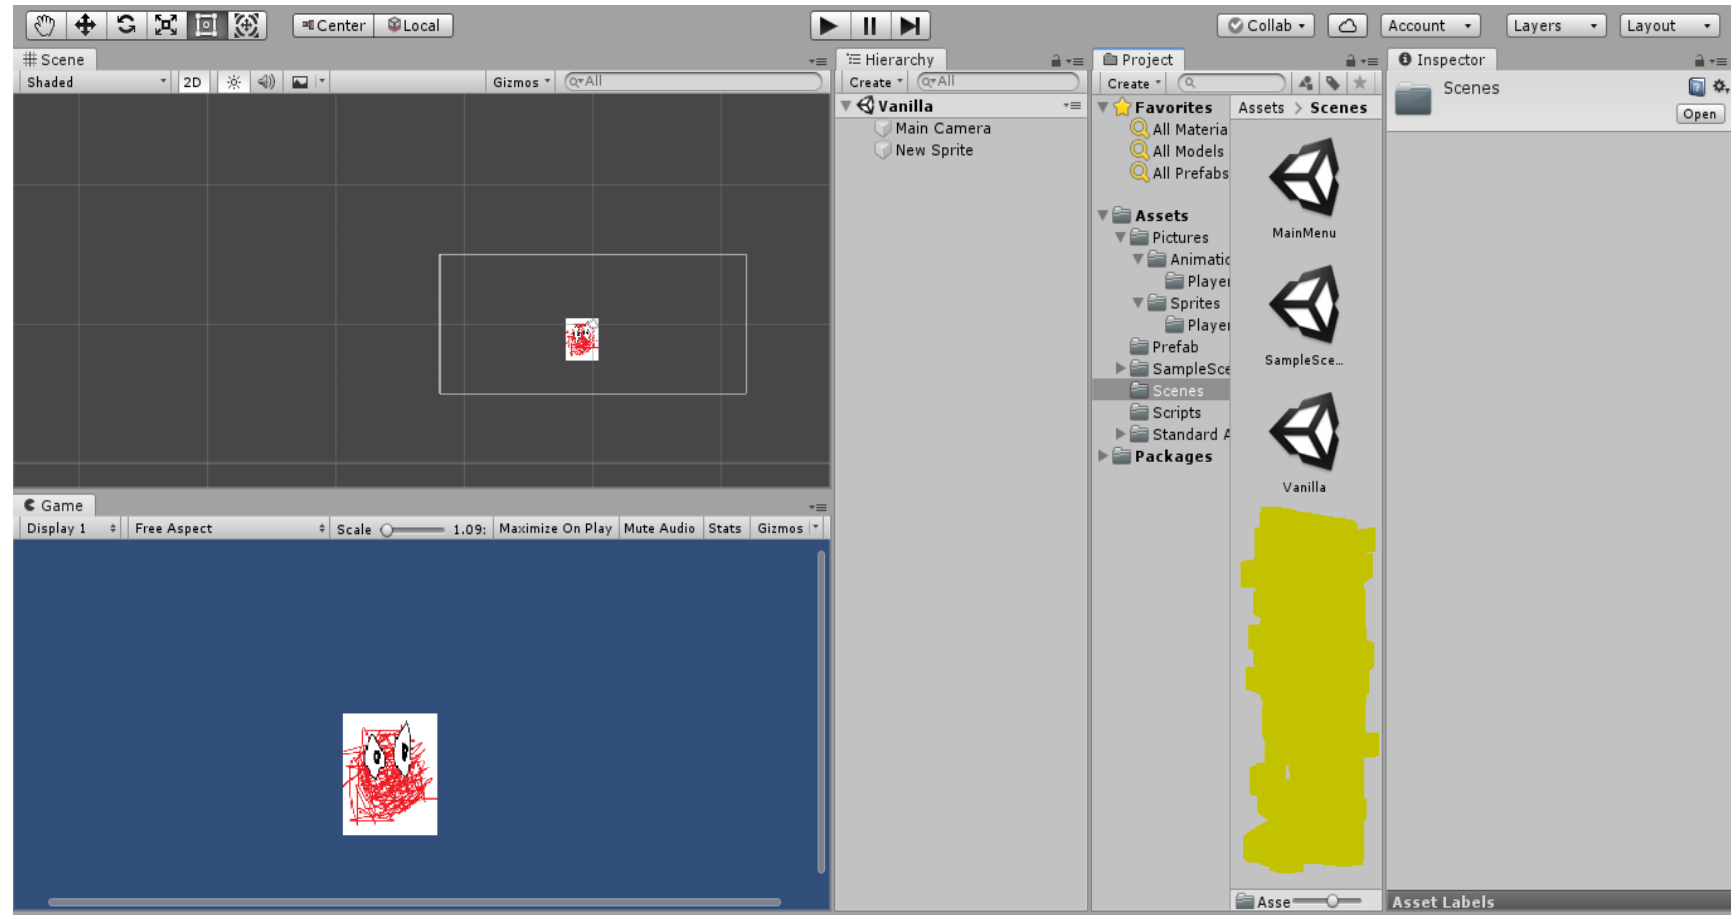 Center Local Collab Account Layers Layout
Scene
Shaded 2D Gizmos All
Game
Display 1 Free Aspect Scale 1.09: Maximize On Play Mute Audio Stats Gizmos
Hierarchy
Create All
Vanilla
Main Camera
New Sprite
Project
Create
Favorites
All Materia
All Models
All Prefabs
Assets
Pictures
Animatio
Player
Sprites
Player
Prefab
SampleSce
Scenes
Scripts
Standard A
Packages
Assets > Scenes
MainMenu
SampleSce...
Vanilla
Asse
Inspector
Scenes
Open
Asset Labels